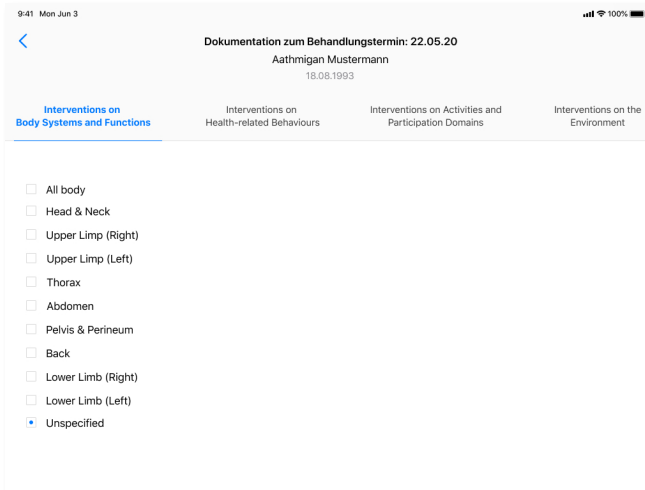 9:41 Mon Jun 3
100%
Dokumentation zum Behandlungstermin: 22.05.20
Aathmigan Mustermann
18.08.1993
Interventions on
Body Systems and Functions
Interventions on
Health-related Behaviours
Interventions on Activities and
Participation Domains
Interventions on the
Environment
All body
Head & Neck
Upper Limp (Right)
Upper Limp (Left)
Thorax
Abdomen
Pelvis & Perineum
Back
Lower Limb (Right)
Lower Limb (Left)
Unspecified